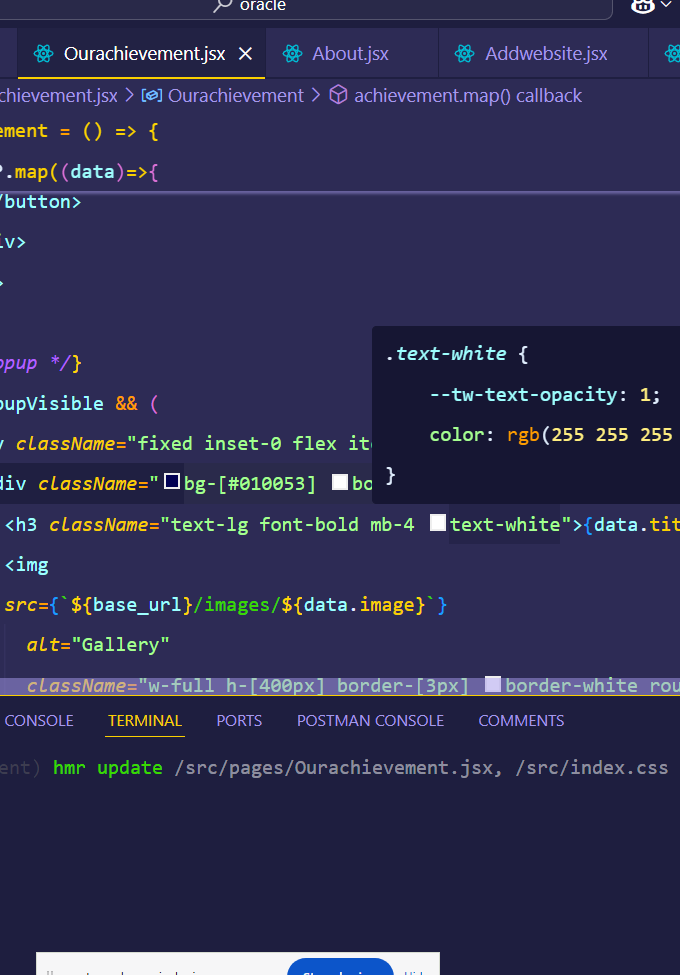 oracle
Ourachievement.jsx × About.jsx Addwebsite.jsx
chievement.jsx > Ourachievement > achievement.map() callback
ement = () => {
?.map((data)=>{
/button>
iv>
>
opup */}
.text-white {
--tw-text-opacity: 1;
color: rgb(255 255 255
}
pupVisible && (
v className="fixed inset-0 flex ite
div className=" bg-[#010053] bo
<h3 className="text-lg font-bold mb-4 text-white">{data.tit
<img
src={`${base_url}/images/${data.image}`}
alt="Gallery"
className="w-full h-[400px] border-[3px] border-white rou
CONSOLE TERMINAL PORTS POSTMAN CONSOLE COMMENTS
ent) hmr update /src/pages/Ourachievement.jsx, /src/index.css